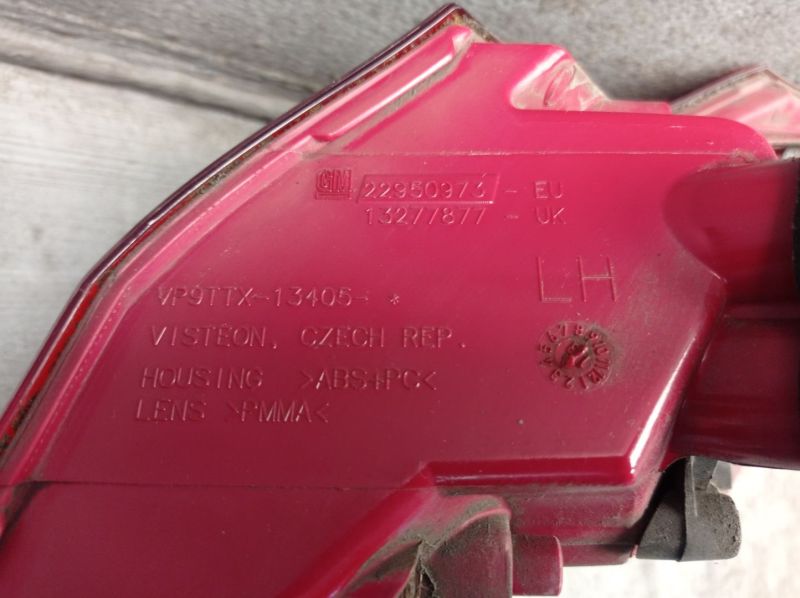 GM 22950973 - EU
13277877 - UK
LH
VP9TTX-13405- *
VISTEON, CZECH REP.
HOUSING >ABS+PC<
LENS >PMMA<